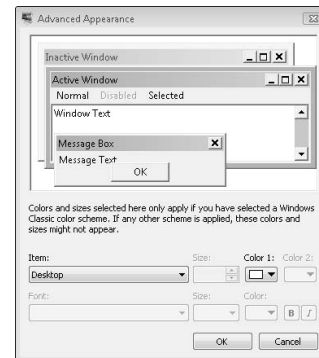 Advanced Appearance
Inactive Window
Active Window
Normal Disabled Selected
Window Text
Message Box
Message Text
OK
Colors and sizes selected here only apply if you have selected a Windows
Classic color scheme. If any other scheme is applied, these colors and
sizes might not appear.
Item: Size: Color 1: Color 2:
Desktop
Font: Size: Color:
B I
OK Cancel